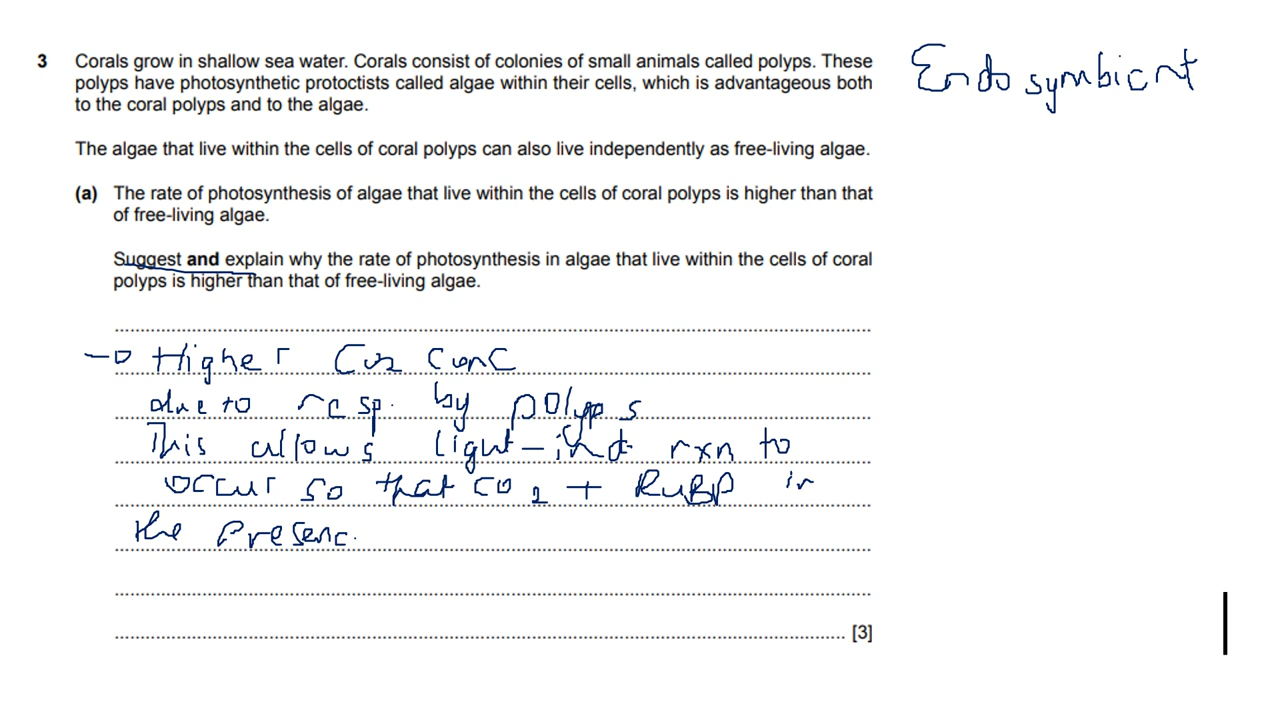 3 Corals grow in shallow sea water. Corals consist of colonies of small animals called polyps. These
polyps have photosynthetic protoctists called algae within their cells, which is advantageous both
to the coral polyps and to the algae.
Endo symbiont
The algae that live within the cells of coral polyps can also live independently as free-living algae.
(a) The rate of photosynthesis of algae that live within the cells of coral polyps is higher than that
of free-living algae.
Suggest and explain why the rate of photosynthesis in algae that live within the cells of coral
polyps is higher than that of free-living algae.
→ Higher CO2 conc
due to resp. by polyps
This allows light-ind rxn to
occur so that CO2 + RuBP in
the presenc.
[3]